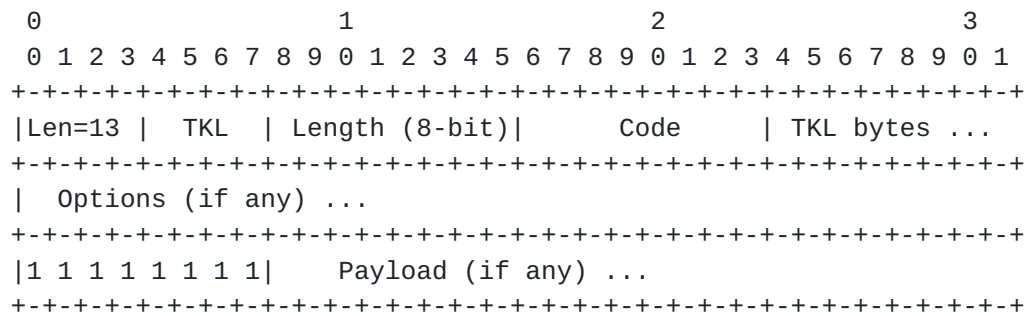 0                   1                   2                   3
 0 1 2 3 4 5 6 7 8 9 0 1 2 3 4 5 6 7 8 9 0 1 2 3 4 5 6 7 8 9 0 1
+-+-+-+-+-+-+-+-+-+-+-+-+-+-+-+-+-+-+-+-+-+-+-+-+-+-+-+-+-+-+-+-+
|Len=13 |  TKL  | Length (8-bit)|      Code     | TKL bytes ...
+-+-+-+-+-+-+-+-+-+-+-+-+-+-+-+-+-+-+-+-+-+-+-+-+-+-+-+-+-+-+-+-+
|  Options (if any) ...
+-+-+-+-+-+-+-+-+-+-+-+-+-+-+-+-+-+-+-+-+-+-+-+-+-+-+-+-+-+-+-+-+
|1 1 1 1 1 1 1 1|    Payload (if any) ...
+-+-+-+-+-+-+-+-+-+-+-+-+-+-+-+-+-+-+-+-+-+-+-+-+-+-+-+-+-+-+-+-+